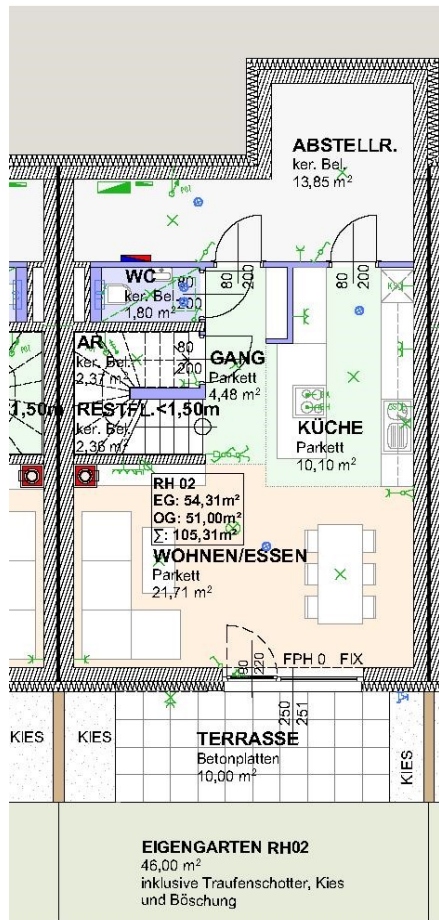 ABSTELLR.
ker. Bel.
13,85 m²
80
200
80
200
WC
ker. Bel.
1,80 m²
80
200
AR
ker. Bel.
2,37 m²
80
200
GANG
Parkett
4,48 m²
1,50m
RESTFL.<1,50m
ker. Bel.
2,36 m²
KÜCHE
Parkett
10,10 m²
RH 02
EG: 54,31m²
OG: 51,00m²
∑: 105,31m²
WOHNEN/ESSEN
Parkett
21,71 m²
90
220
FPH 0 FIX
250
251
KIES
KIES
TERRASSE
Betonplatten
10,00 m²
KIES
EIGENGARTEN RH02
46,00 m²
inklusive Traufenschotter, Kies
und Böschung